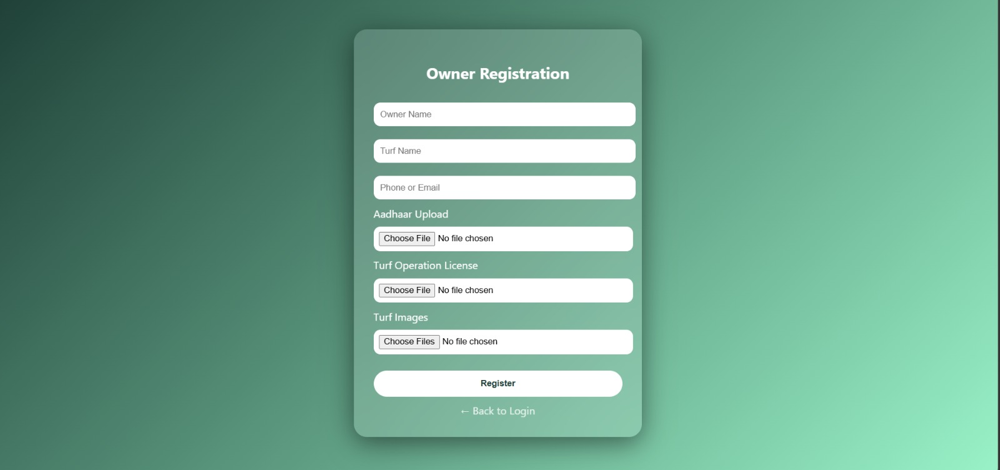 Owner Registration
Owner Name
Turf Name
Phone or Email
Aadhaar Upload
Choose File No file chosen
Turf Operation License
Choose File No file chosen
Turf Images
Choose Files No file chosen
Register
← Back to Login